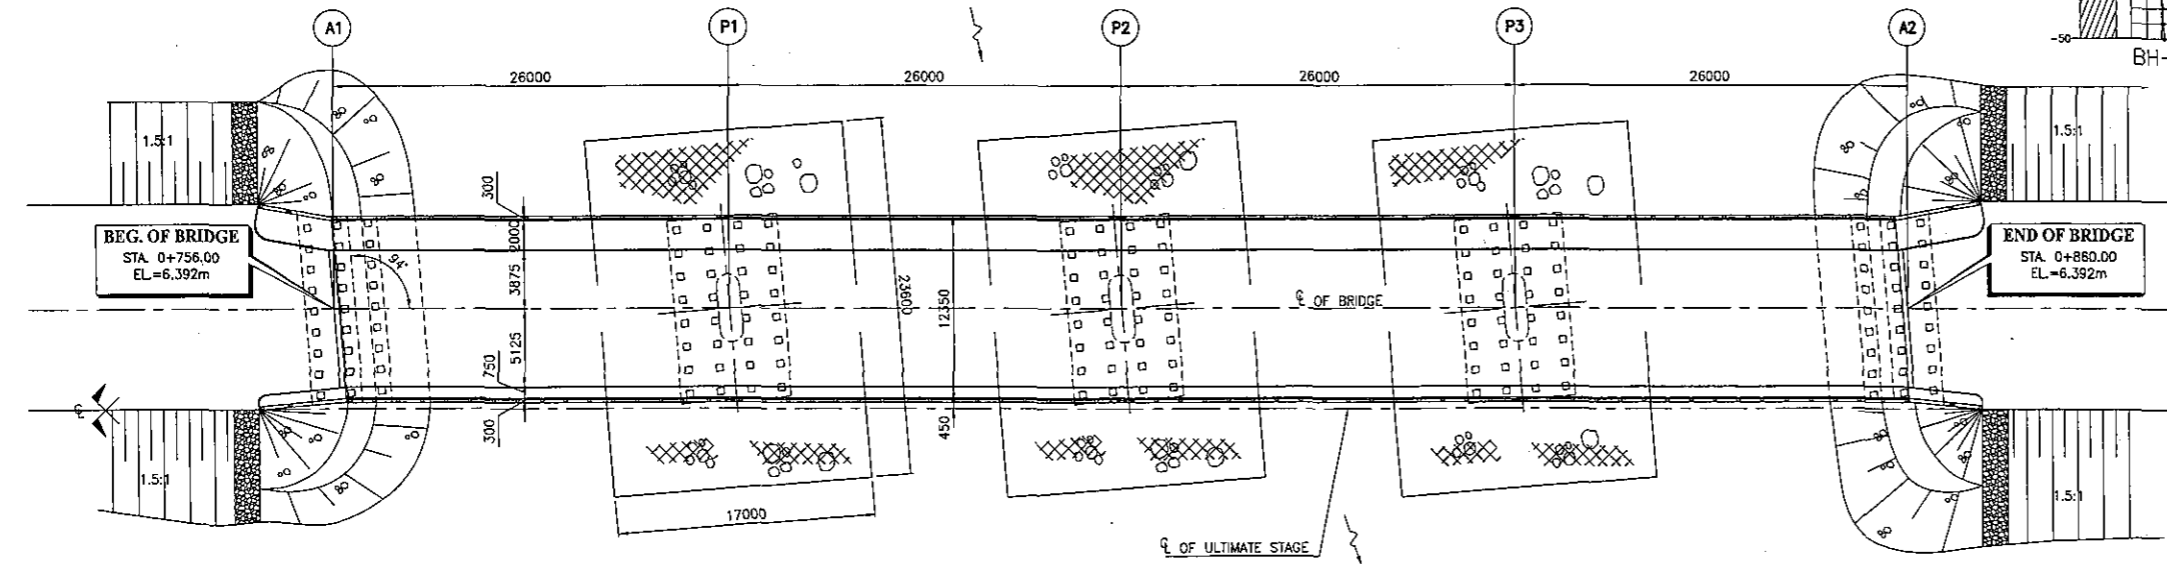 A1
P1
P2
P3
A2
-50
BH-
26000
26000
26000
26000
1.5:1
1.5:1
300
BEG. OF BRIDGE
STA. 0+756.00
EL.=6.392m
94°
2000
3875
5125
750
300
23600
12350
450
℄ OF BRIDGE
END OF BRIDGE
STA. 0+860.00
EL.=6.392m
℄
1.5:1
1.5:1
17000
℄ OF ULTIMATE STAGE